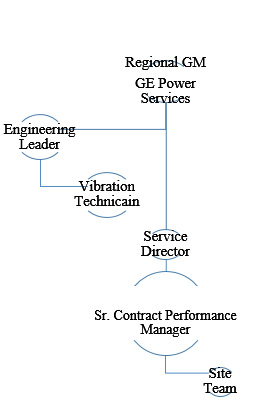 Regional GM
GE Power
Services
Engineering
Leader
Vibration
Technicain
Service
Director
Sr. Contract Performance
Manager
Site
Team